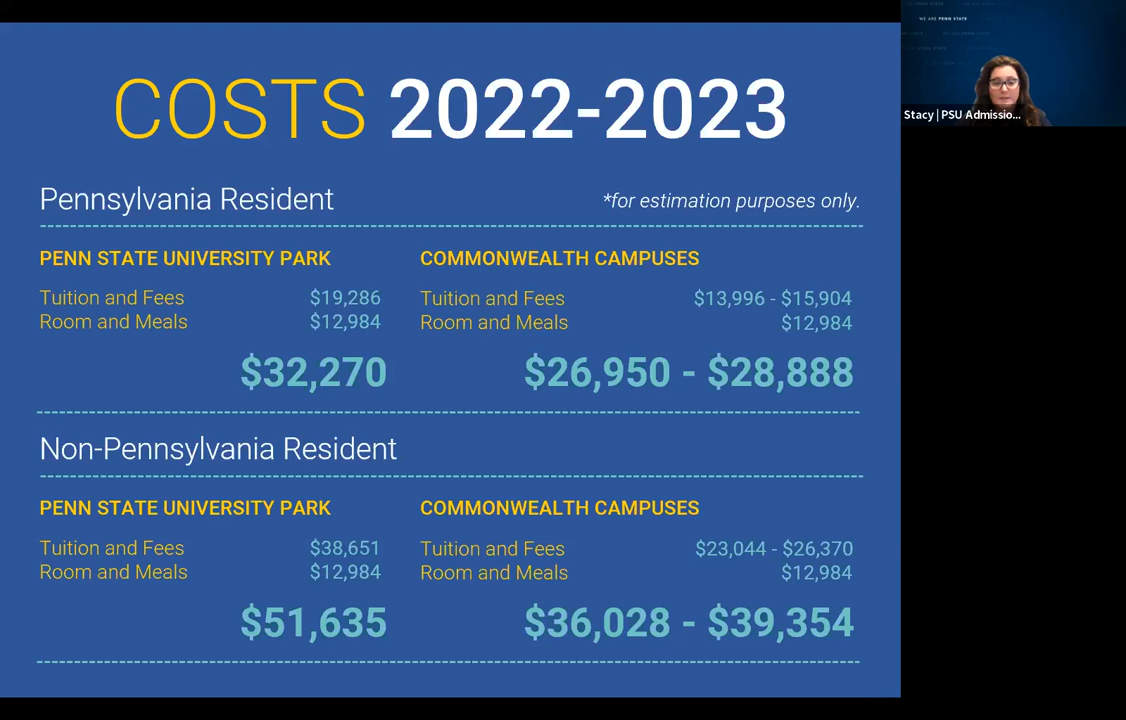 COSTS 2022-2023
Pennsylvania Resident
*for estimation purposes only.
PENN STATE UNIVERSITY PARK
Tuition and Fees $19,286
Room and Meals $12,984
$32,270
COMMONWEALTH CAMPUSES
Tuition and Fees $13,996 - $15,904
Room and Meals $12,984
$26,950 - $28,888
Non-Pennsylvania Resident
PENN STATE UNIVERSITY PARK
Tuition and Fees $38,651
Room and Meals $12,984
$51,635
COMMONWEALTH CAMPUSES
Tuition and Fees $23,044 - $26,370
Room and Meals $12,984
$36,028 - $39,354
WE ARE PENN STATE
Stacy | PSU Admissio...